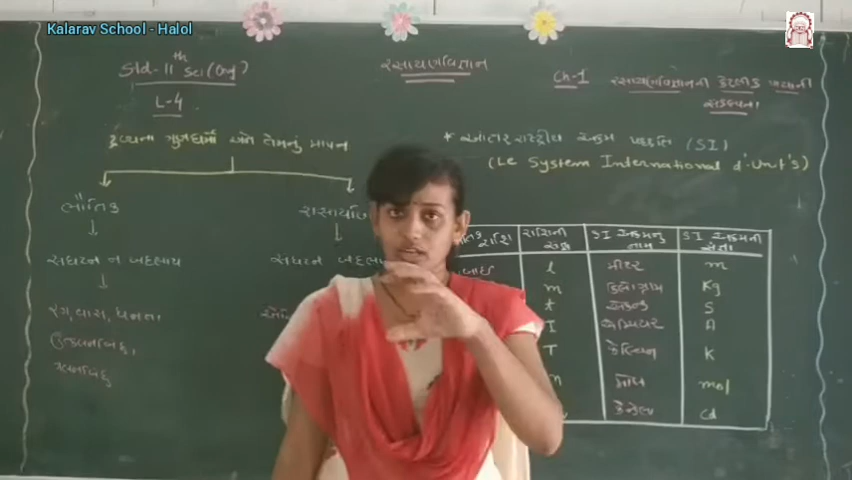 Kalarav School - Halol
Std-11th Sci (ગુજ)
L-4
રસાયણવિજ્ઞાન
Ch-1 રસાયણવિજ્ઞાનની કેટલીક પાયાની
સંકલ્પના
દ્રવ્યના ગુણધર્મો અને તેમનું માપન
ભૌતિક
સંઘટન ન બદલાય
રંગ, વાસ, ઘનતા
ઉત્કલનબિંદુ,
ગલનબિંદુ
સંઘટન
* આંતરરાષ્ટ્રીય એકમ પદ્ધતિ (SI)
(Le System International d'Unit's)
રાશિ | રાશિની સંજ્ઞા | SI એકમનું નામ | SI એકમની સંજ્ઞા
l | મીટર | m
m | કિલોગ્રામ | Kg
t | સેકન્ડ | S
I | એમ્પિયર | A
T | કેલ્વિન | K
n | મોલ | mol
કેન્ડેલા | Cd